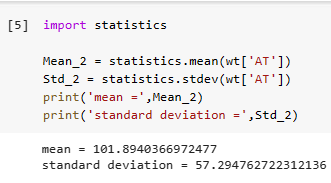 [5] import statistics
Mean_2 = statistics.mean(wt['AT'])
Std_2 = statistics.stdev(wt['AT'])
print('mean =',Mean_2)
print('standard deviation =',Std_2)
mean = 101.8940366972477
standard deviation = 57.294762722312136